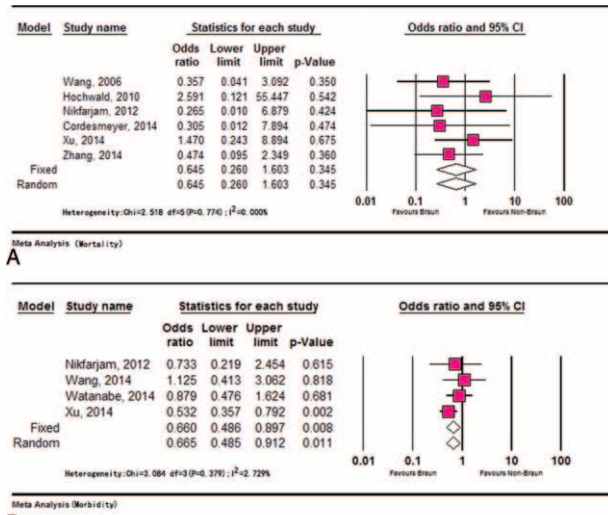 Model Study name Statistics for each study Odds ratio and 95% CI
Odds Lower Upper
ratio limit limit p-Value
Wang, 2006 0.357 0.041 3.092 0.350
Hochwald, 2010 2.591 0.121 55.447 0.542
Nikfarjam, 2012 0.265 0.010 6.879 0.424
Cordesmeyer, 2014 0.305 0.012 7.894 0.474
Xu, 2014 1.470 0.243 8.894 0.675
Zhang, 2014 0.474 0.095 2.349 0.360
Fixed 0.645 0.260 1.603 0.345
Random 0.645 0.260 1.603 0.345
0.01 0.1 1 10 100
Heterogeneity:Chi=2.518 df=5(P=0.774);I²=0.000% Favours Braun Favours Non-Braun
Meta Analysis (Mortality)
A
Model Study name Statistics for each study Odds ratio and 95% CI
Odds Lower Upper
ratio limit limit p-Value
Nikfarjam, 2012 0.733 0.219 2.454 0.615
Wang, 2014 1.125 0.413 3.062 0.818
Watanabe, 2014 0.879 0.476 1.624 0.681
Xu, 2014 0.532 0.357 0.792 0.002
Fixed 0.660 0.486 0.897 0.008
Random 0.665 0.485 0.912 0.011
0.01 0.1 1 10 100
Heterogeneity:Chi=3.084 df=3(P=0.379);I²=2.729% Favours Braun Favours Non-Braun
Meta Analysis (Morbidity)